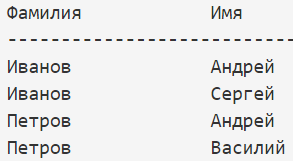 Фамилия Имя
---------------------------
Иванов Андрей
Иванов Сергей
Петров Андрей
Петров Василий